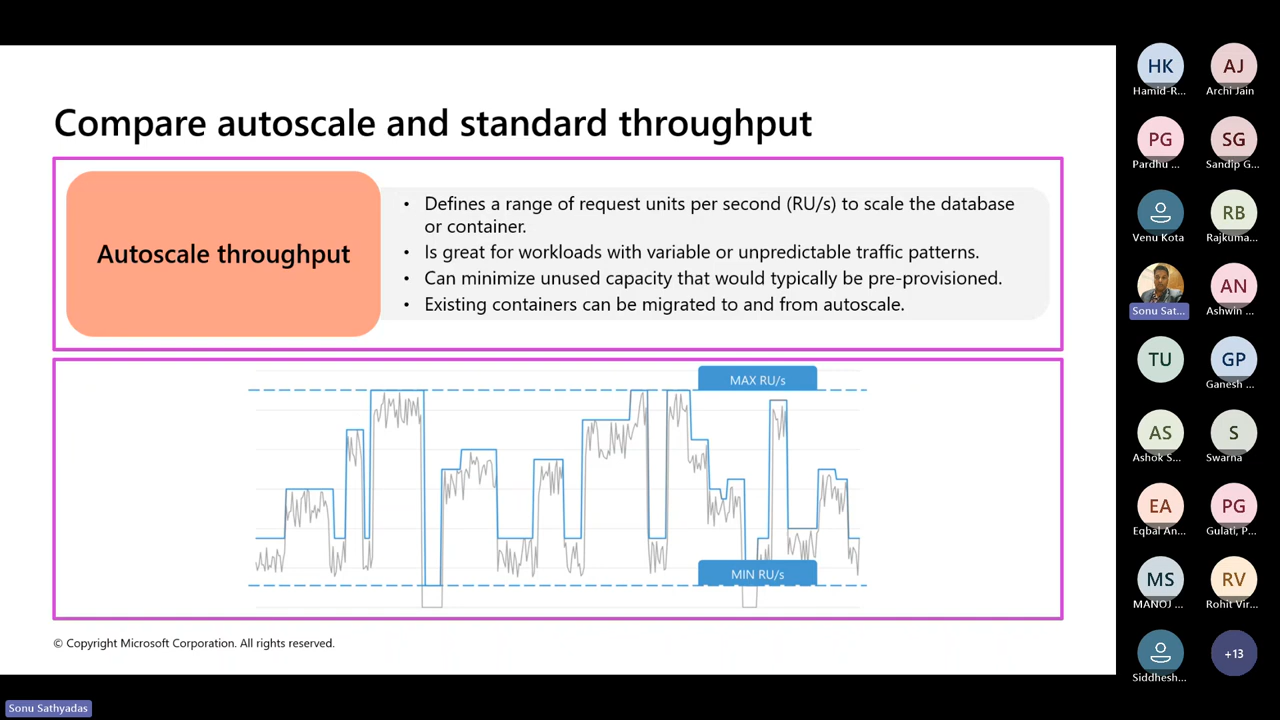 Compare autoscale and standard throughput
Autoscale throughput
• Defines a range of request units per second (RU/s) to scale the database
or container.
• Is great for workloads with variable or unpredictable traffic patterns.
• Can minimize unused capacity that would typically be pre-provisioned.
• Existing containers can be migrated to and from autoscale.
MAX RU/s
MIN RU/s
© Copyright Microsoft Corporation. All rights reserved.
HK
Hamid-R...
AJ
Archi Jain
PG
Pardhu ...
SG
Sandip G...
Venu Kota
RB
Rajkuma...
Sonu Sat...
AN
Ashwin ...
TU
GP
Ganesh ...
AS
Ashok S...
S
Swarna
EA
Eqbal An...
PG
Gulati, P...
MS
MANOJ ...
RV
Rohit Vir...
Siddhesh...
+13
Sonu Sathyadas